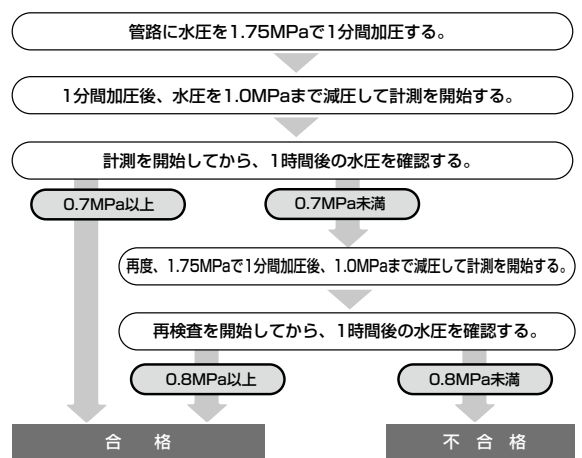 管路に水圧を1.75MPaで1分間加圧する。
1分間加圧後、水圧を1.0MPaまで減圧して計測を開始する。
計測を開始してから、1時間後の水圧を確認する。
0.7MPa以上
0.7MPa未満
再度、1.75MPaで1分間加圧後、1.0MPaまで減圧して計測を開始する。
再検査を開始してから、1時間後の水圧を確認する。
0.8MPa以上
0.8MPa未満
合 格
不 合 格